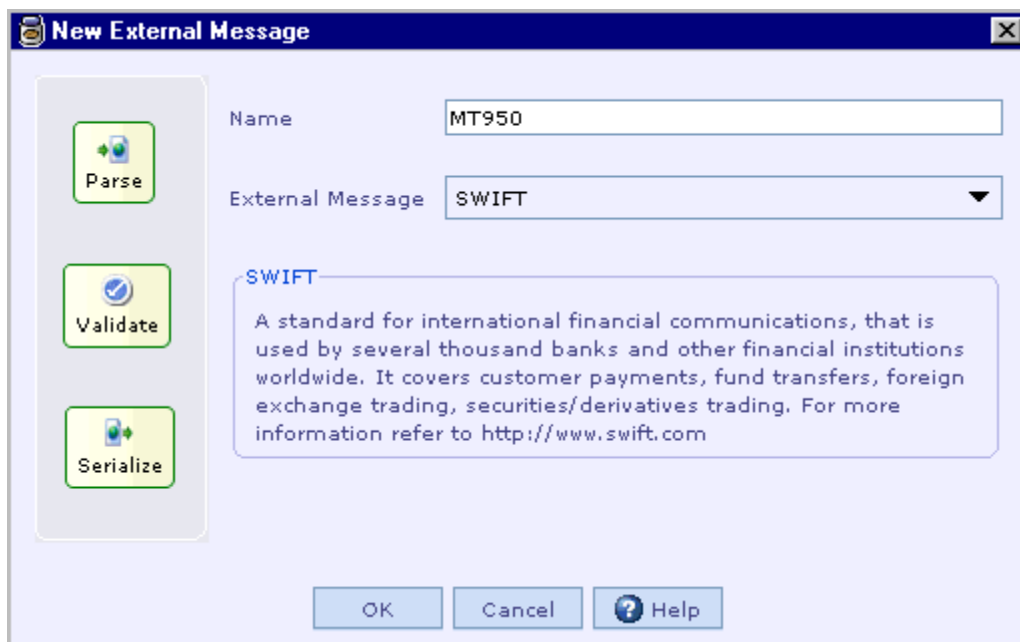 New External Message
Parse
Validate
Serialize
Name
MT950
External Message
SWIFT
SWIFT
A standard for international financial communications, that is
used by several thousand banks and other financial institutions
worldwide. It covers customer payments, fund transfers, foreign
exchange trading, securities/derivatives trading. For more
information refer to http://www.swift.com
OK
Cancel
Help